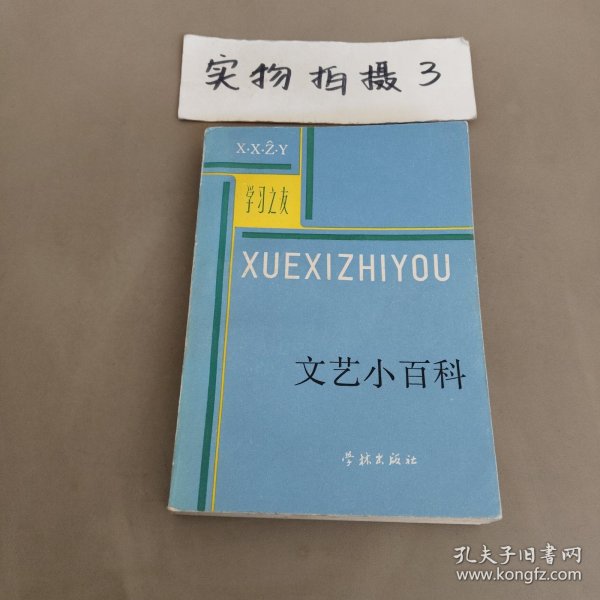 实物拍摄3
X·X·Ẑ·Y
学习之友
XUEXIZHIYOU
文艺小百科
学林出版社
孔夫子旧书网
www.kongfz.com